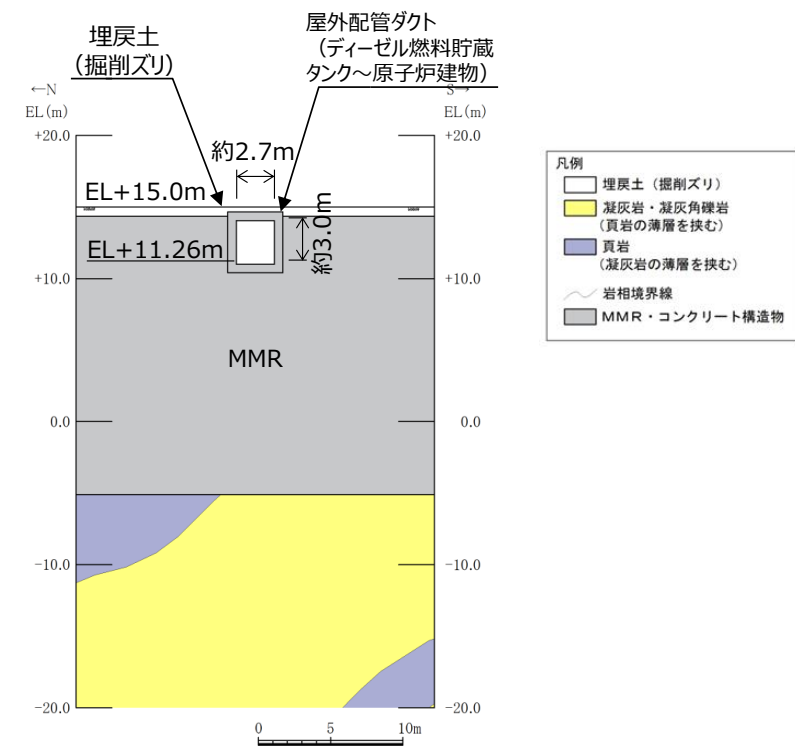 埋戻土
(掘削ズリ)
屋外配管ダクト
(ディーゼル燃料貯蔵
タンク～原子炉建物)
←N
EL(m)
S→
EL(m)
+20.0
+20.0
約2.7m
EL+15.0m
約3.0m
EL+11.26m
+10.0
+10.0
MMR
0.0
0.0
-10.0
-10.0
-20.0
-20.0
0 5 10m
凡例
埋戻土（掘削ズリ）
凝灰岩・凝灰角礫岩
(頁岩の薄層を挟む)
頁岩
(凝灰岩の薄層を挟む)
岩相境界線
MMR・コンクリート構造物